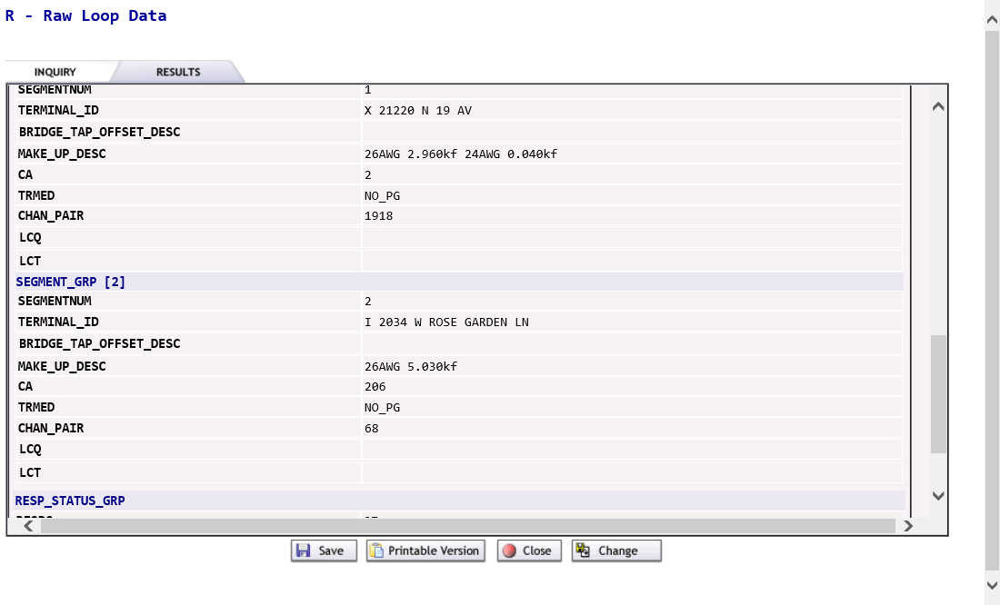 R - Raw Loop Data
INQUIRY RESULTS
SEGMENTNUM 1
TERMINAL_ID X 21220 N 19 AV
BRIDGE_TAP_OFFSET_DESC
MAKE_UP_DESC 26AWG 2.960kf 24AWG 0.040kf
CA 2
TRMED NO_PG
CHAN_PAIR 1918
LCQ
LCT
SEGMENT_GRP [2]
SEGMENTNUM 2
TERMINAL_ID I 2034 W ROSE GARDEN LN
BRIDGE_TAP_OFFSET_DESC
MAKE_UP_DESC 26AWG 5.030kf
CA 206
TRMED NO_PG
CHAN_PAIR 68
LCQ
LCT
RESP_STATUS_GRP
Save Printable Version Close Change